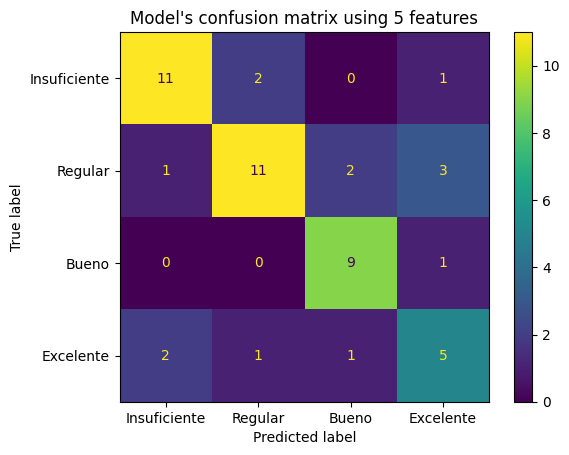 Model's confusion matrix using 5 features
True label
Insuficiente 11 2 0 1
Regular 1 11 2 3
Bueno 0 0 9 1
Excelente 2 1 1 5
Insuficiente Regular Bueno Excelente
Predicted label
10
8
6
4
2
0